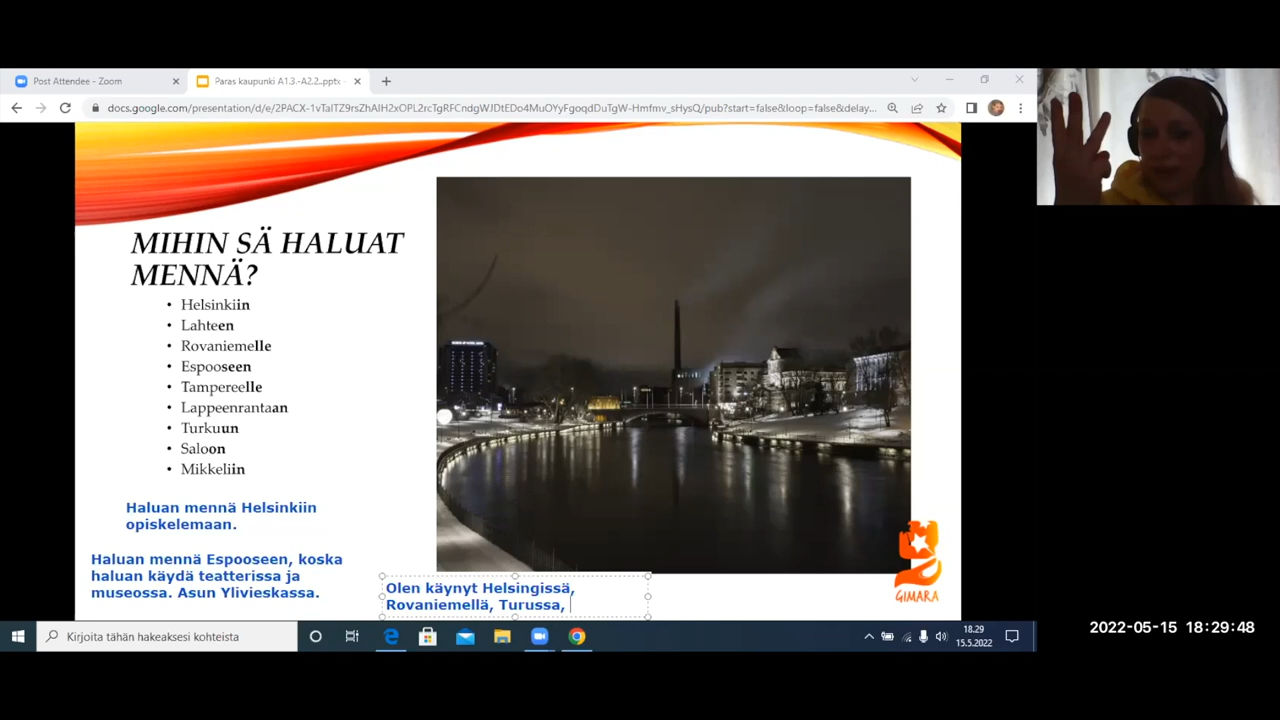 Post Attendee - Zoom
Paras kaupunki A1.3.-A2.2..pptx -
docs.google.com/presentation/d/e/2PACX-1vTaITZ9rsZhAIH2xOPL2rcTgRFCndgWJDtEDo4MuOYyFgoqdDuTgW-Hmfmv_sHysQ/pub?start=false&loop=false&delay...
MIHIN SÄ HALUAT
MENNÄ?
• Helsinkiin
• Lahteen
• Rovaniemelle
• Espooseen
• Tampereelle
• Lappeenrantaan
• Turkuun
• Saloon
• Mikkeliin
Haluan mennä Helsinkiin
opiskelemaan.
Haluan mennä Espooseen, koska
haluan käydä teatterissa ja
museossa. Asun Ylivieskassa.
Olen käynyt Helsingissä,
Rovaniemellä, Turussa,
GIMARA
Kirjoita tähän hakeaksesi kohteista
18.29
15.5.2022
2022-05-15 18:29:48